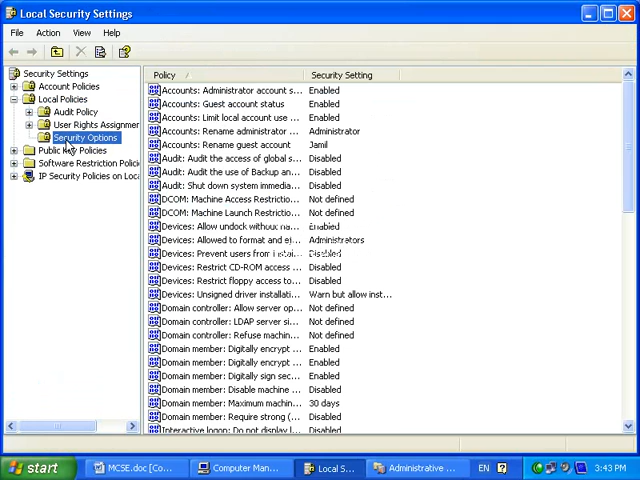 Local Security Settings
File Action View Help
Security Settings
Account Policies
Local Policies
Audit Policy
User Rights Assignmer
Security Options
Public Key Policies
Software Restriction Polici
IP Security Policies on Loca
Policy Security Setting
Accounts: Administrator account s... Enabled
Accounts: Guest account status Enabled
Accounts: Limit local account use ... Enabled
Accounts: Rename administrator ... Administrator
Accounts: Rename guest account Jamil
Audit: Audit the access of global s... Disabled
Audit: Audit the use of Backup an... Disabled
Audit: Shut down system immedia... Disabled
DCOM: Machine Access Restrictio... Not defined
DCOM: Machine Launch Restrictio... Not defined
Devices: Allow undock without ha... Enabled
Devices: Allowed to format and ej... Administrators
Devices: Prevent users from instal... Disabled
Devices: Restrict CD-ROM access ... Disabled
Devices: Restrict floppy access to... Disabled
Devices: Unsigned driver installati... Warn but allow inst...
Domain controller: Allow server op... Not defined
Domain controller: LDAP server si... Not defined
Domain controller: Refuse machin... Not defined
Domain member: Digitally encrypt ... Enabled
Domain member: Digitally encrypt ... Enabled
Domain member: Digitally sign sec... Enabled
Domain member: Disable machine ... Disabled
Domain member: Maximum machin... 30 days
Domain member: Require strong (... Disabled
Interactive logon: Do not display l... Disabled
start MCSE.doc [Co... Computer Man... Local S... Administrative ... EN ? 3:43 PM